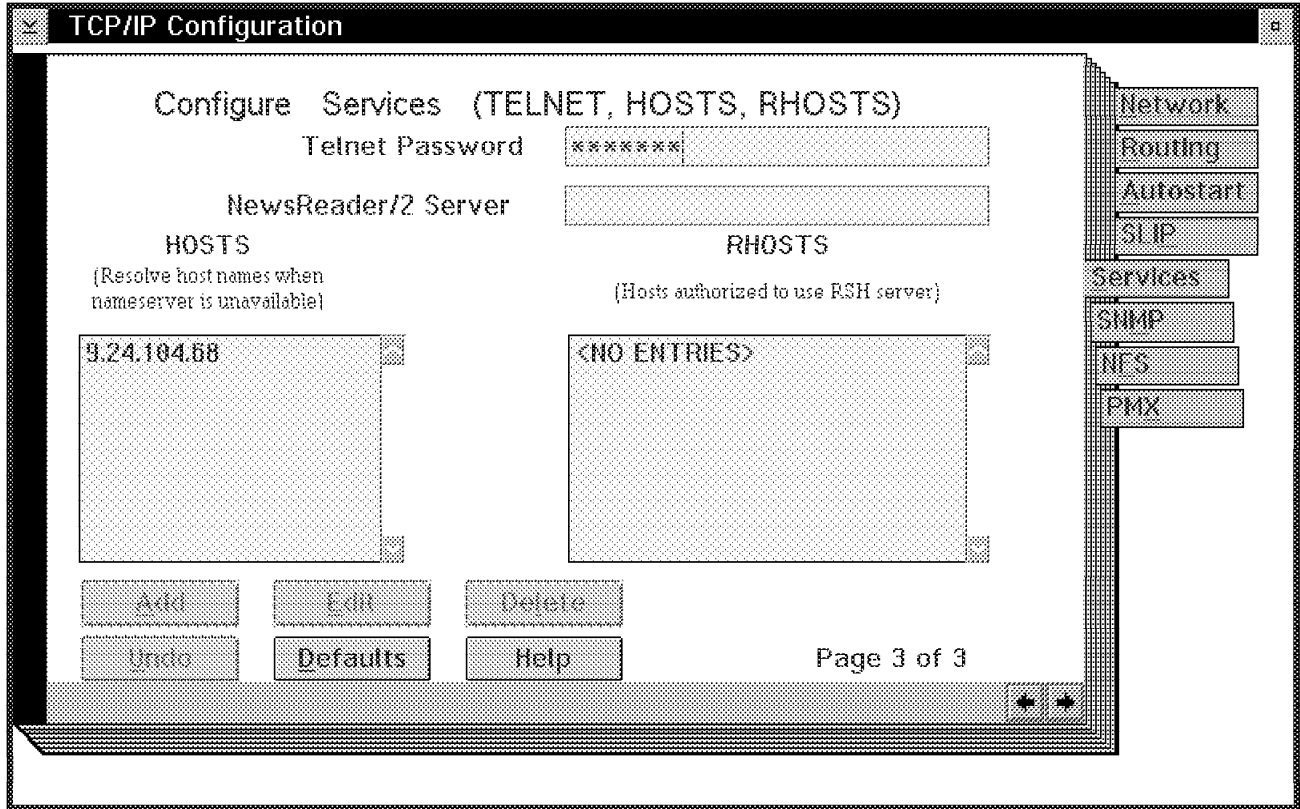 TCP/IP Configuration
Configure Services (TELNET, HOSTS, RHOSTS)
Telnet Password *******
NewsReader/2 Server
HOSTS
(Resolve host names when
nameserver is unavailable)
9.24.104.68
RHOSTS
(Hosts authorized to use RSH server)
<NO ENTRIES>
Add Edit Delete
Undo Defaults Help
Page 3 of 3
Network
Routing
Autostart
SLIP
Services
SNMP
NFS
PMX